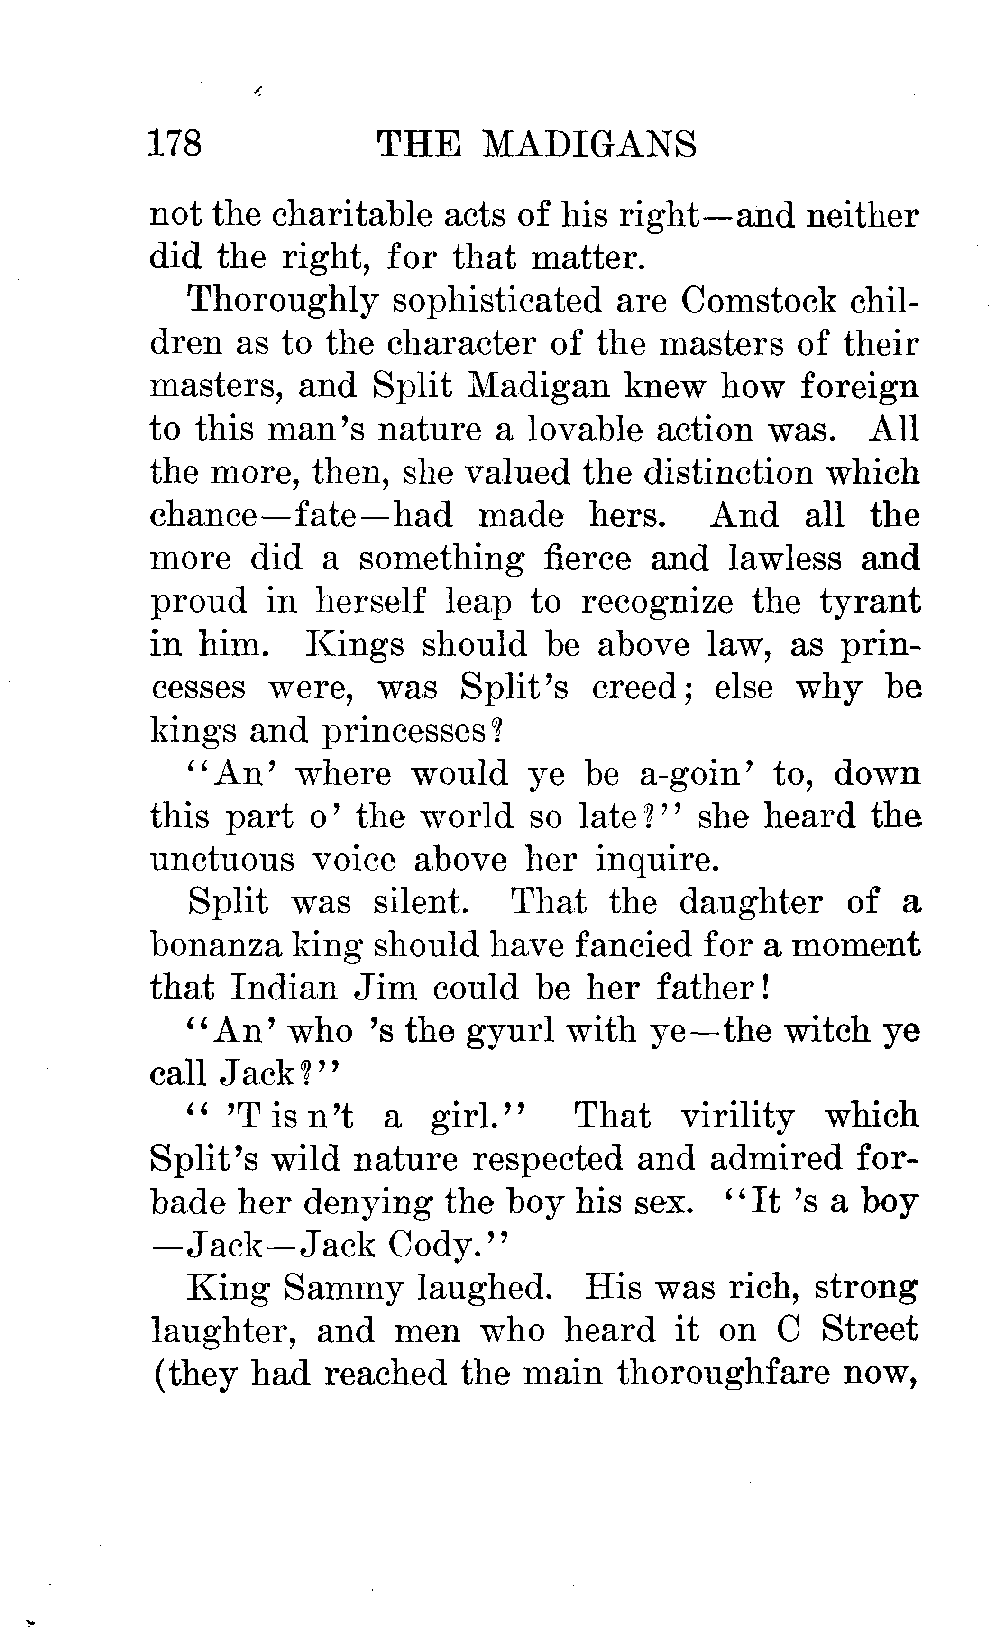 178 THE MADIGANS
not the charitable acts of his right—and neither
did the right, for that matter.
Thoroughly sophisticated are Comstock chil-
dren as to the character of the masters of their
masters, and Split Madigan knew how foreign
to this man's nature a lovable action was. All
the more, then, she valued the distinction which
chance—fate—had made hers. And all the
more did a something fierce and lawless and
proud in herself leap to recognize the tyrant
in him. Kings should be above law, as prin-
cesses were, was Split's creed; else why be
kings and princesses?
"An' where would ye be a-goin' to, down
this part o' the world so late?" she heard the
unctuous voice above her inquire.
Split was silent. That the daughter of a
bonanza king should have fancied for a moment
that Indian Jim could be her father!
"An' who 's the gyurl with ye—the witch ye
call Jack?"
" 'T is n't a girl." That virility which
Split's wild nature respected and admired for-
bade her denying the boy his sex. "It 's a boy
—Jack—Jack Cody."
King Sammy laughed. His was rich, strong
laughter, and men who heard it on C Street
(they had reached the main thoroughfare now,